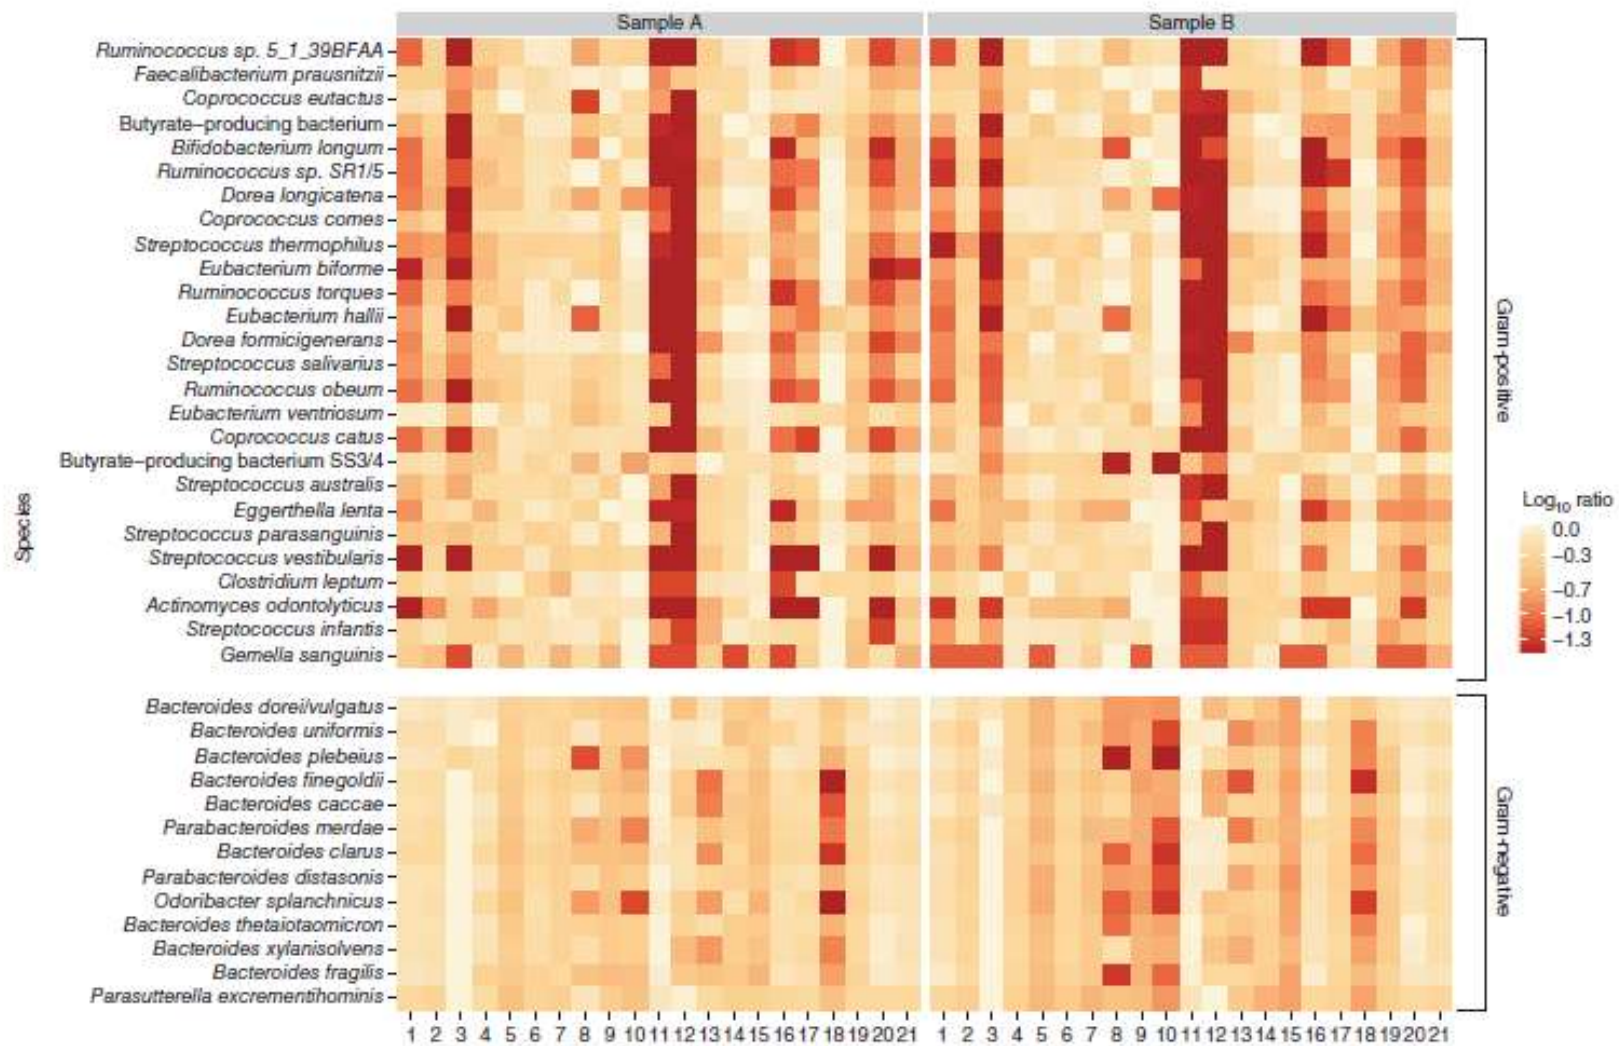 Sample A
Sample B
Ruminococcus sp. 5_1_39BFAA
Faecalibacterium prausnitzii
Coprococcus eutactus
Butyrate–producing bacterium
Bifidobacterium longum
Ruminococcus sp. SR1/5
Dorea longicatena
Coprococcus comes
Streptococcus thermophilus
Eubacterium biforme
Ruminococcus torques
Eubacterium hallii
Dorea formicigenerans
Streptococcus salivarius
Ruminococcus obeum
Eubacterium ventriosum
Coprococcus catus
Butyrate–producing bacterium SS3/4
Streptococcus australis
Eggerthella lenta
Streptococcus parasanguinis
Streptococcus vestibularis
Clostridium leptum
Actinomyces odontolyticus
Streptococcus infantis
Gemella sanguinis
Bacteroides dorei/vulgatus
Bacteroides uniformis
Bacteroides plebeius
Bacteroides finegoldii
Bacteroides caccae
Parabacteroides merdae
Bacteroides clarus
Parabacteroides distasonis
Odoribacter splanchnicus
Bacteroides thetaiotaomicron
Bacteroides xylanisolvens
Bacteroides fragilis
Parasutterella excrementihominis
Species
Gram-positive
Gram-negative
Log10 ratio
0.0
−0.3
−0.7
−1.0
−1.3
1 2 3 4 5 6 7 8 9 10 11 12 13 14 15 16 17 18 19 20 21
1 2 3 4 5 6 7 8 9 10 11 12 13 14 15 16 17 18 19 20 21